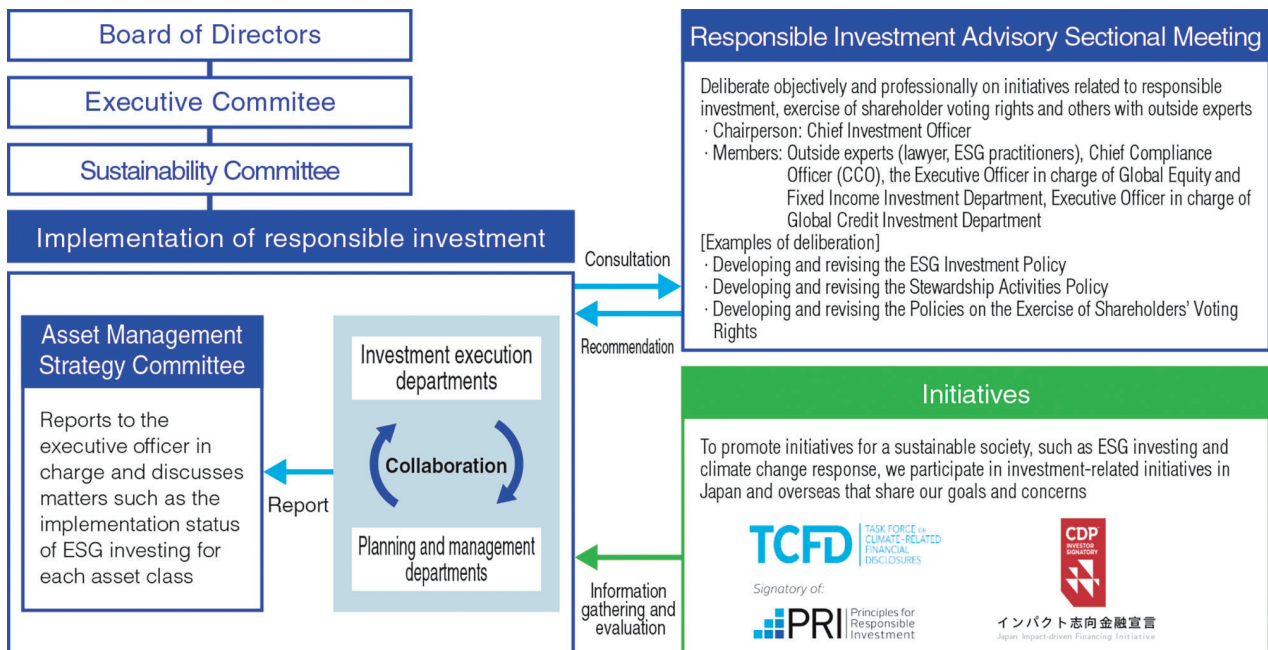 Board of Directors
Executive Commitee
Sustainability Committee
Implementation of responsible investment
Asset Management
Strategy Committee
Reports to the
executive officer in
charge and discusses
matters such as the
implementation status
of ESG investing for
each asset class
Report
Investment execution
departments
Collaboration
Planning and management
departments
Consultation
Recommendation
Information
gathering and
evaluation
Responsible Investment Advisory Sectional Meeting
Deliberate objectively and professionally on initiatives related to responsible
investment, exercise of shareholder voting rights and others with outside experts
· Chairperson: Chief Investment Officer
· Members: Outside experts (lawyer, ESG practitioners), Chief Compliance
Officer (CCO), the Executive Officer in charge of Global Equity and
Fixed Income Investment Department, Executive Officer in charge of
Global Credit Investment Department
[Examples of deliberation]
· Developing and revising the ESG Investment Policy
· Developing and revising the Stewardship Activities Policy
· Developing and revising the Policies on the Exercise of Shareholders' Voting
Rights
Initiatives
To promote initiatives for a sustainable society, such as ESG investing and
climate change response, we participate in investment-related initiatives in
Japan and overseas that share our goals and concerns
TCFD
TASK FORCE ON
CLIMATE-RELATED
FINANCIAL
DISCLOSURES
CDP
INVESTOR
SIGNATORY
Signatory of:
PRI
Principles for
Responsible
Investment
インパクト志向金融宣言
Japan Impact-driven Financing Initiative